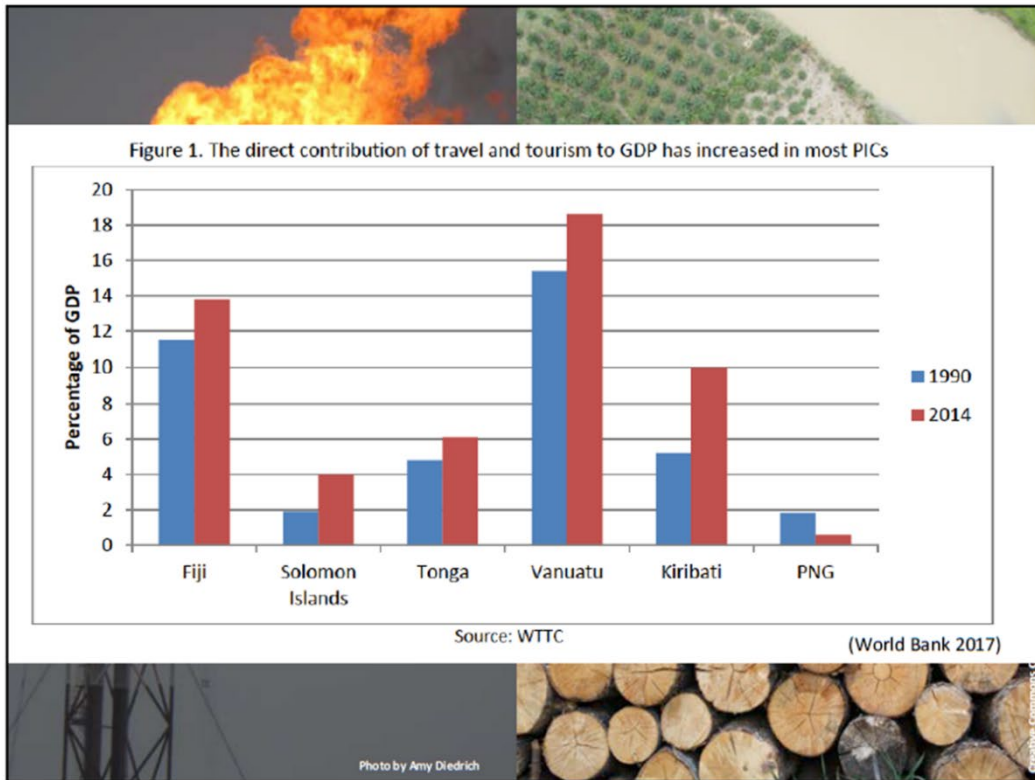 Figure 1. The direct contribution of travel and tourism to GDP has increased in most PICs
Percentage of GDP
20
18
16
14
12
10
8
6
4
2
0
Fiji
Solomon
Islands
Tonga
Vanuatu
Kiribati
PNG
1990
2014
Source: WTTC
(World Bank 2017)
Photo by Amy Diedrich